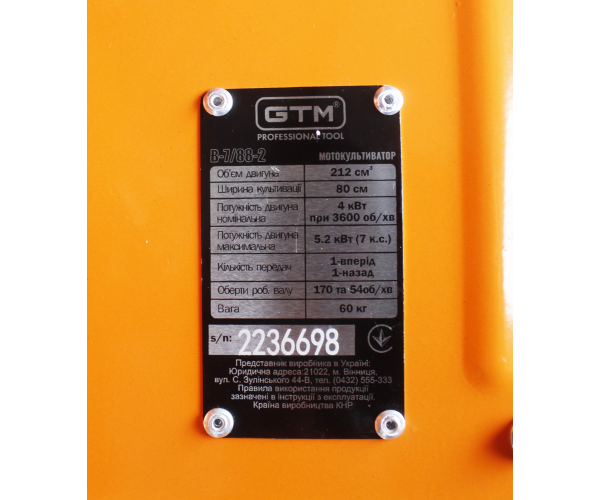 GTM®
PROFESSIONAL TOOL
В-7/88-2 МОТОКУЛЬТИВАТОР
Об'єм двигуна 212 см³
Ширина культивації 80 см
Потужність двигуна номінальна 4 кВт при 3600 об/хв
Потужність двигуна максимальна 5.2 кВт (7 к.с.)
Кількість передач 1-вперід 1-назад
Оберти роб. валу 170 та 54об/хв
Вага 60 кг
s/n: 2236698
Представник виробника в Україні:
Юридична адреса:21022, м. Вінниця,
вул. С. Зулінського 44-В, тел. (0432) 555-333
Правила використання продукції
зазначені в інструкції з експлуатації.
Країна виробництва КНР